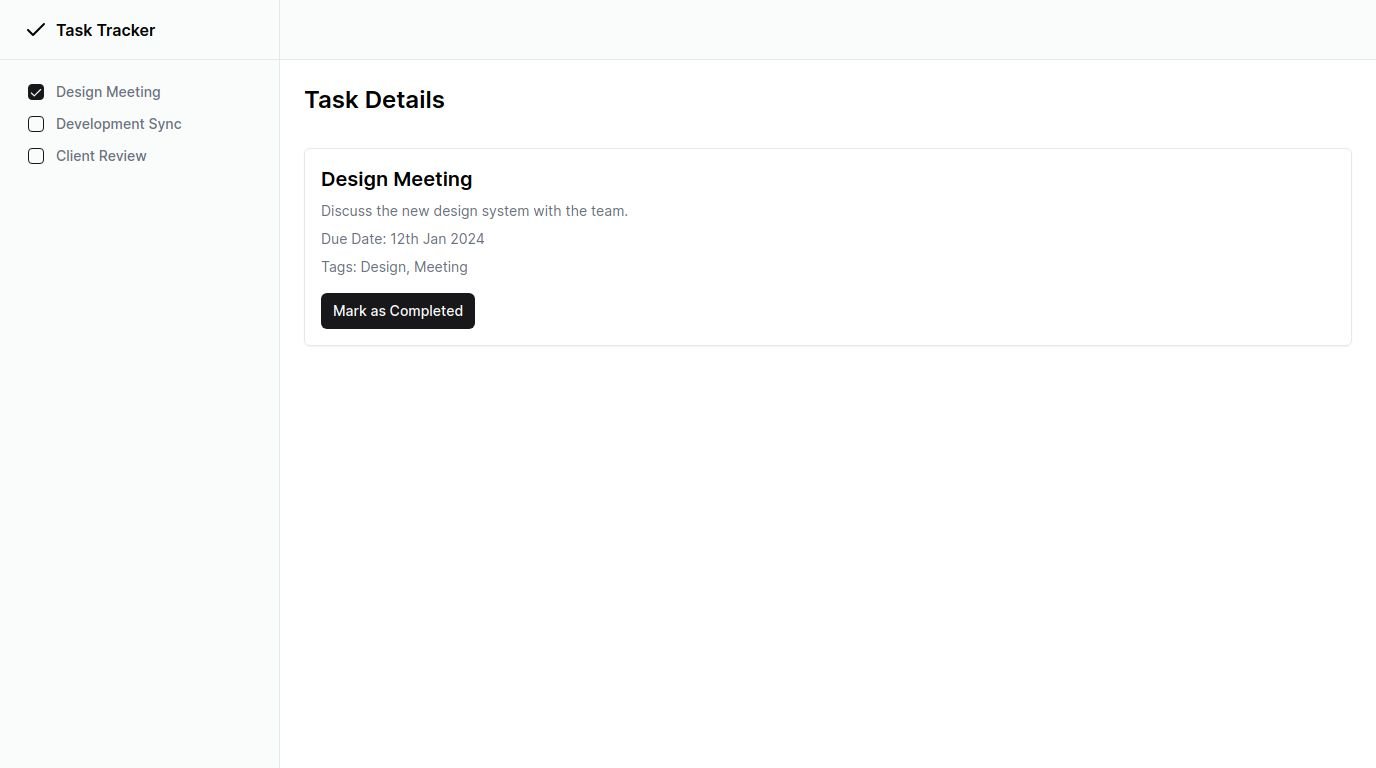 Task Tracker
Design Meeting
Development Sync
Client Review
Task Details
Design Meeting
Discuss the new design system with the team.
Due Date: 12th Jan 2024
Tags: Design, Meeting
Mark as Completed